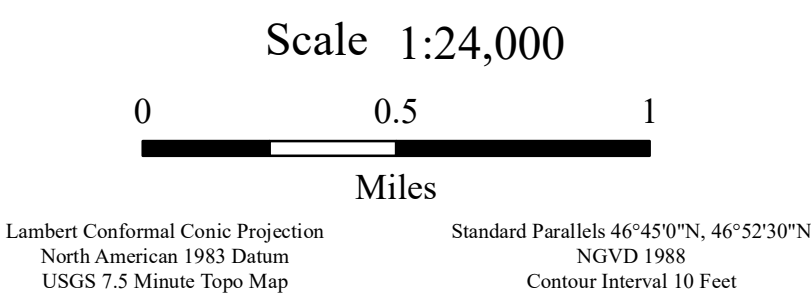 Scale 1:24,000
0 0.5 1
Miles
Lambert Conformal Conic Projection
North American 1983 Datum
USGS 7.5 Minute Topo Map
Standard Parallels 46°45'0"N, 46°52'30"N
NGVD 1988
Contour Interval 10 Feet